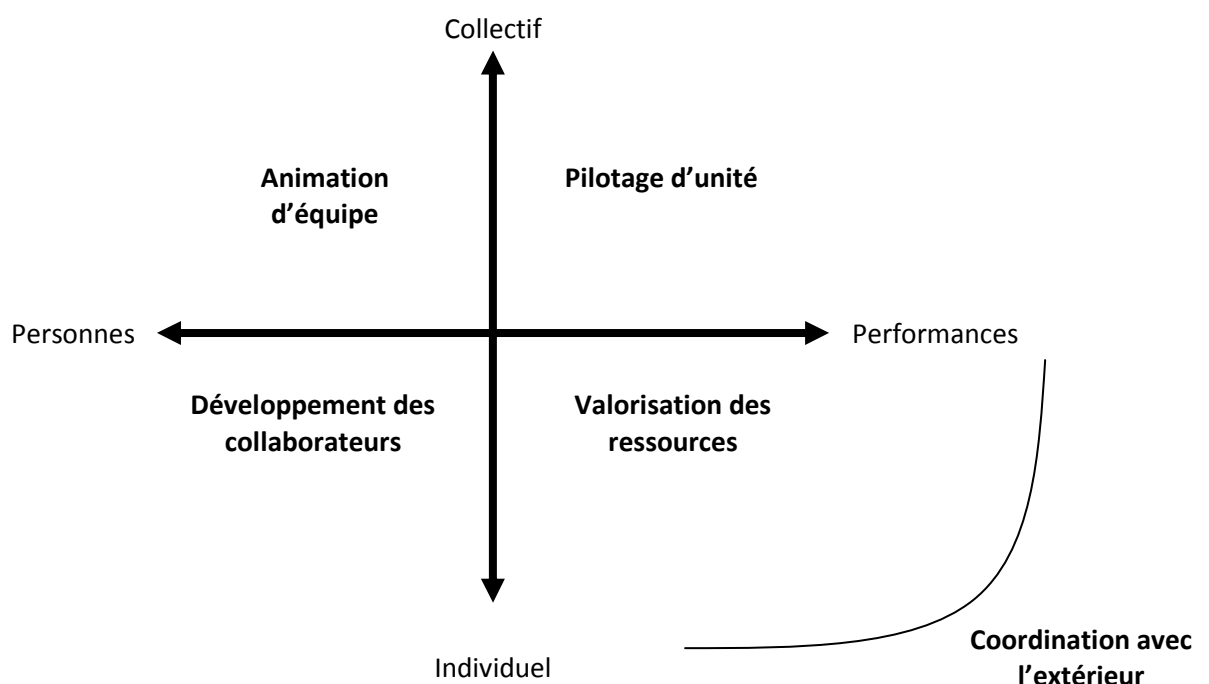 Collectif
Animation
d’équipe
Pilotage d’unité
Personnes
Performances
Développement des
collaborateurs
Valorisation des
ressources
Individuel
Coordination avec
l’extérieur